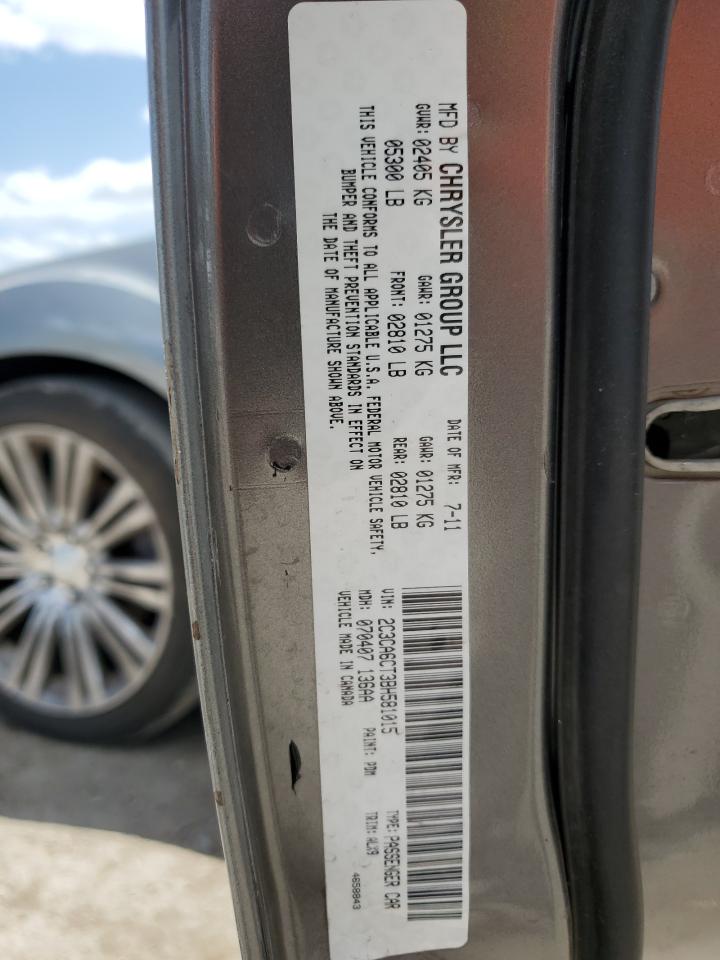 MFD BY CHRYSLER GROUP LLC DATE OF MFR: 7-11
GVWR: 02405 KG GAWR: 01275 KG GAWR: 01275 KG
05300 LB FRONT: 02810 LB REAR: 02810 LB
THIS VEHICLE CONFORMS TO ALL APPLICABLE U.S.A. FEDERAL MOTOR VEHICLE SAFETY,
BUMPER AND THEFT PREVENTION STANDARDS IN EFFECT ON
THE DATE OF MANUFACTURE SHOWN ABOVE.
VIN: 2C3CA6CT3BH581015 TYPE: PASSENGER CAR
MDH: 070407 136AA PAINT: PDM TRIM: ALX9
VEHICLE MADE IN CANADA 4658843